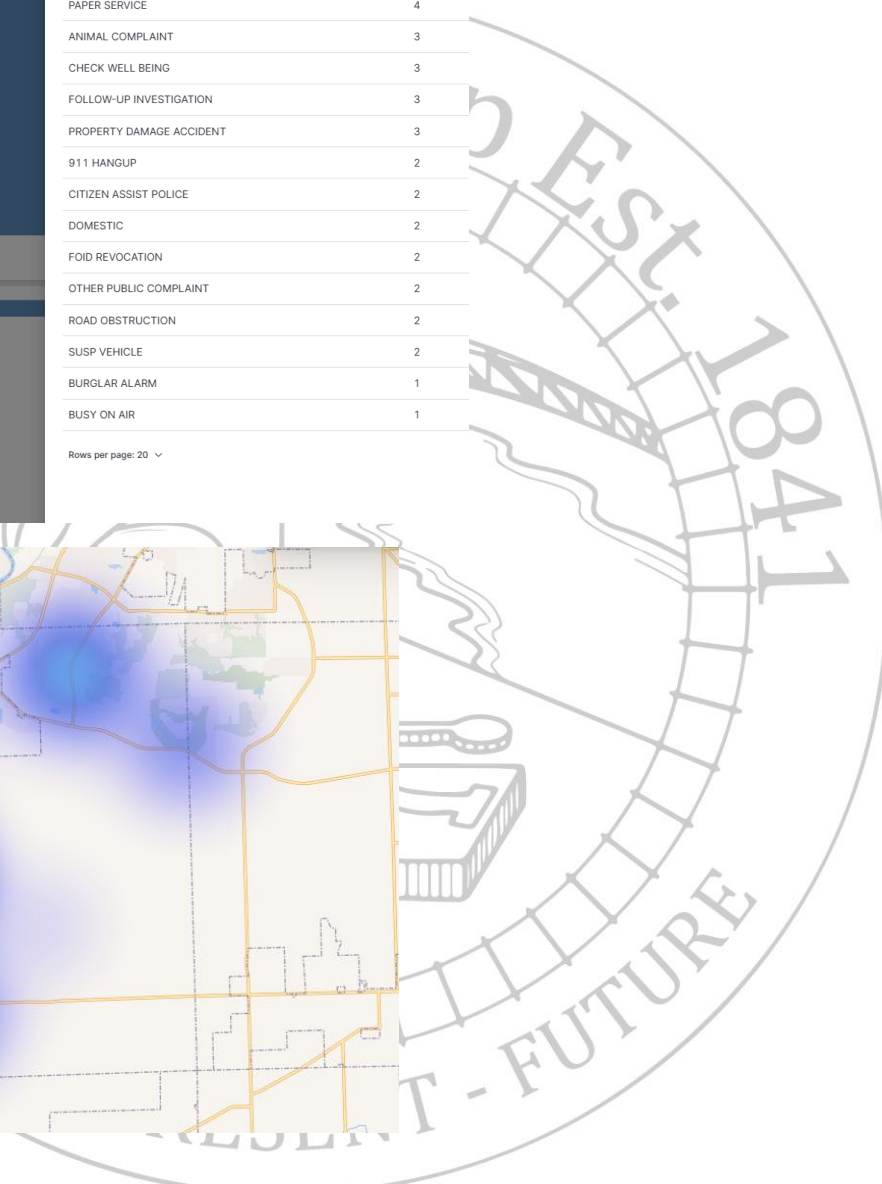 PAPER SERVICE 4
ANIMAL COMPLAINT 3
CHECK WELL BEING 3
FOLLOW-UP INVESTIGATION 3
PROPERTY DAMAGE ACCIDENT 3
911 HANGUP 2
CITIZEN ASSIST POLICE 2
DOMESTIC 2
FOID REVOCATION 2
OTHER PUBLIC COMPLAINT 2
ROAD OBSTRUCTION 2
SUSP VEHICLE 2
BURGLAR ALARM 1
BUSY ON AIR 1
Rows per page: 20
p Est. 1841
PRESENT - FUTURE